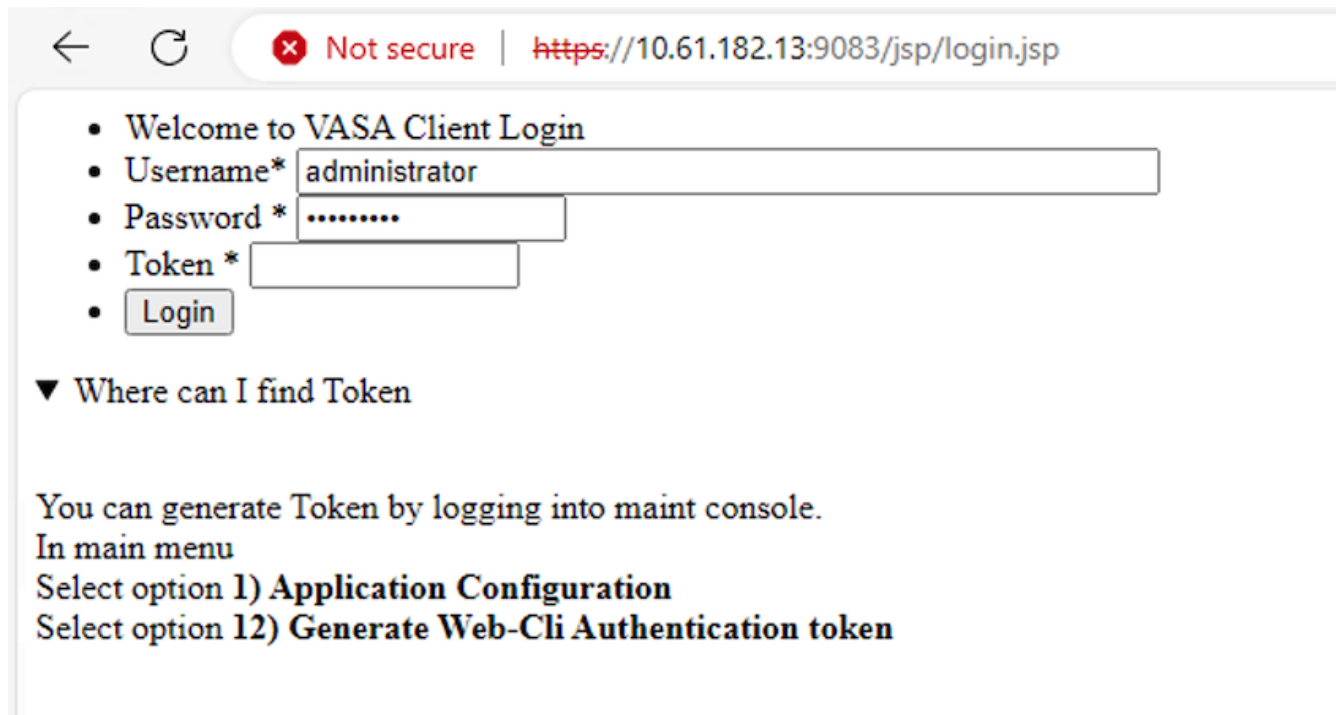 Not secure | https://10.61.182.13:9083/jsp/login.jsp
• Welcome to VASA Client Login
• Username* administrator
• Password * •••••••••
• Token *
• Login
▼ Where can I find Token
You can generate Token by logging into maint console.
In main menu
Select option 1) Application Configuration
Select option 12) Generate Web-Cli Authentication token